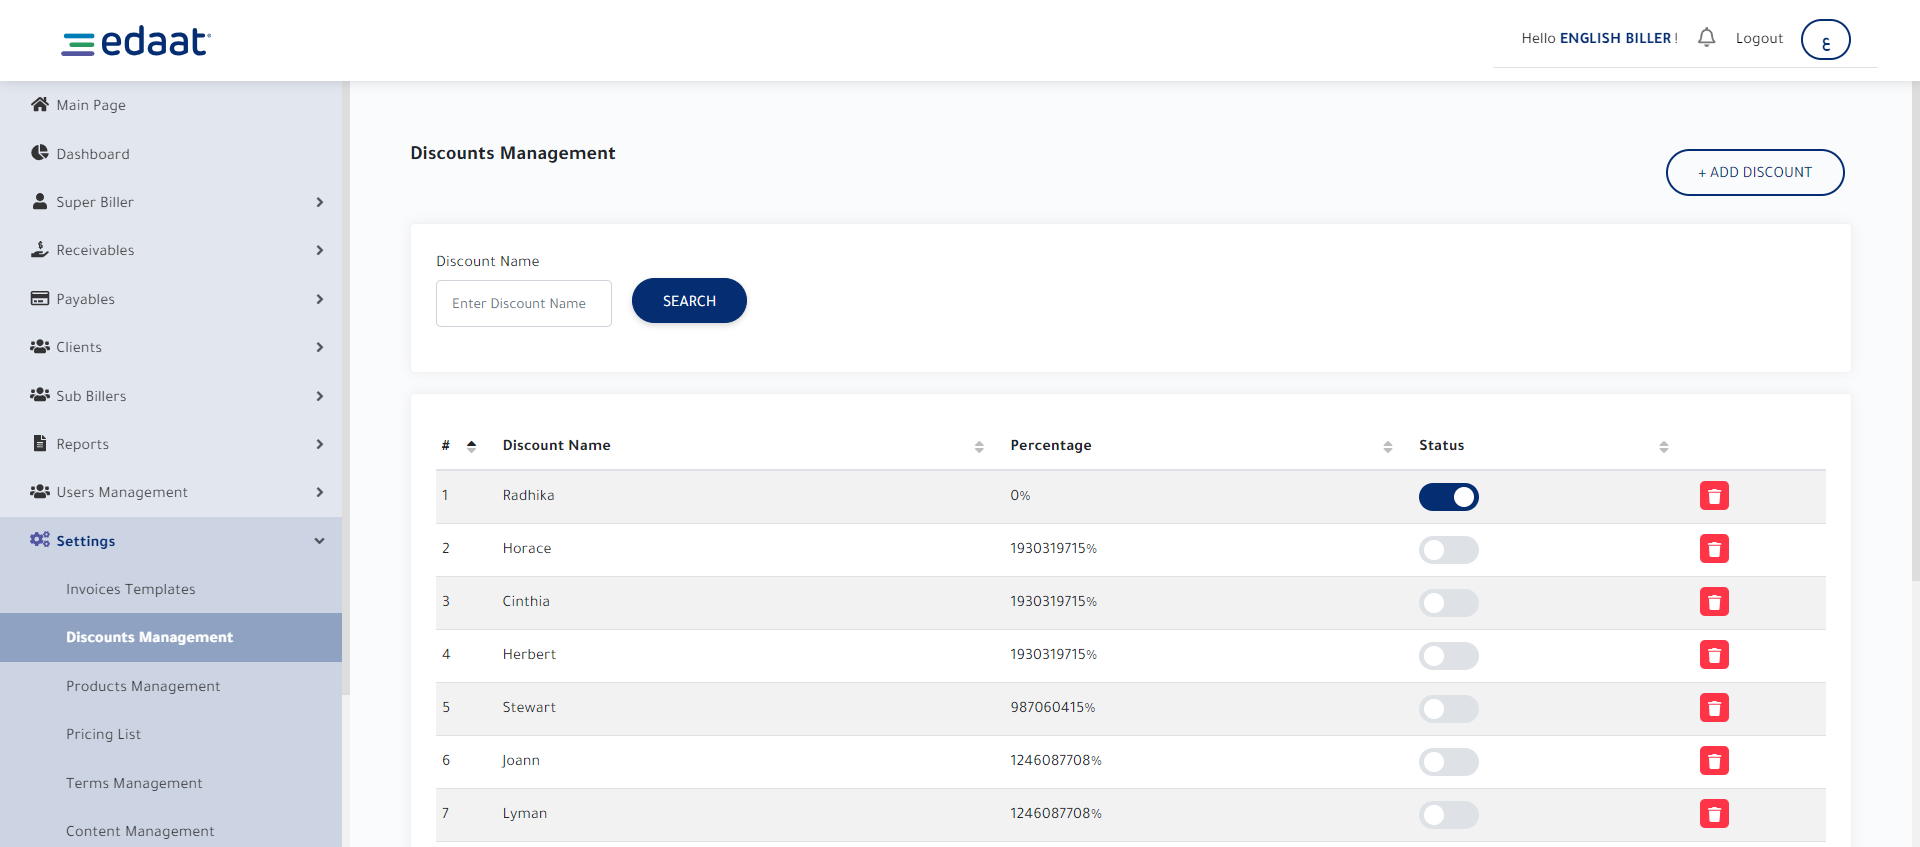 edaat
Hello ENGLISH BILLER !
Logout
ع
Main Page
Dashboard
Super Biller
Receivables
Payables
Clients
Sub Billers
Reports
Users Management
Settings
Invoices Templates
Discounts Management
Products Management
Pricing List
Terms Management
Content Management
Discounts Management
+ ADD DISCOUNT
Discount Name
Enter Discount Name
SEARCH
# Discount Name Percentage Status
1 Radhika 0%
2 Horace 1930319715%
3 Cinthia 1930319715%
4 Herbert 1930319715%
5 Stewart 987060415%
6 Joann 1246087708%
7 Lyman 1246087708%